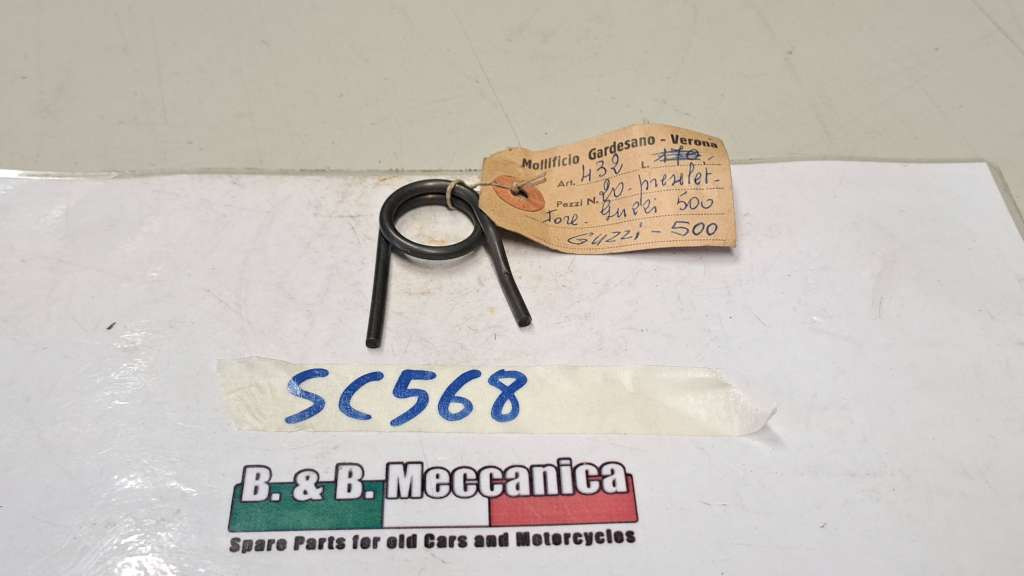 Mollificio Gardesano - Verona
Art. 432 L. 170.
Pezzi N. 20. preselet-
tore. Guzzi 500
Guzzi - 500
SC568
B. & B. Meccanica
Spare Parts for old Cars and Motorcycles